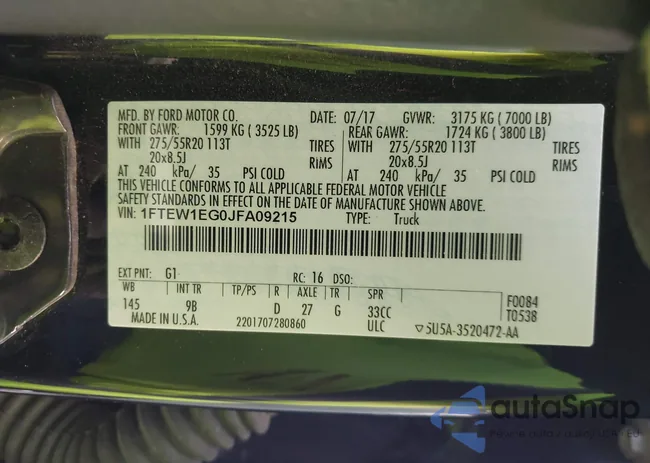 MFD. BY FORD MOTOR CO. DATE: 07/17 GVWR: 3175 KG ( 7000 LB)
FRONT GAWR: 1599 KG ( 3525 LB) REAR GAWR: 1724 KG ( 3800 LB)
WITH 275/55R20 113T TIRES WITH 275/55R20 113T TIRES
20x8.5J RIMS 20x8.5J RIMS
AT 240 kPa/ 35 PSI COLD AT 240 kPa/ 35 PSI COLD
THIS VEHICLE CONFORMS TO ALL APPLICABLE FEDERAL MOTOR VEHICLE
SAFETY STANDARDS IN EFFECT ON THE DATE OF MANUFACTURE SHOWN ABOVE.
VIN: 1FTEW1EG0JFA09215 TYPE: Truck
EXT PNT: G1 RC: 16 DSO:
WB INT TR TP/PS R AXLE TR SPR F0084
145 9B D 27 G 33CC T0538
MADE IN U.S.A. 2201707280860 ULC 5U5A-3520472-AA
autoSnap